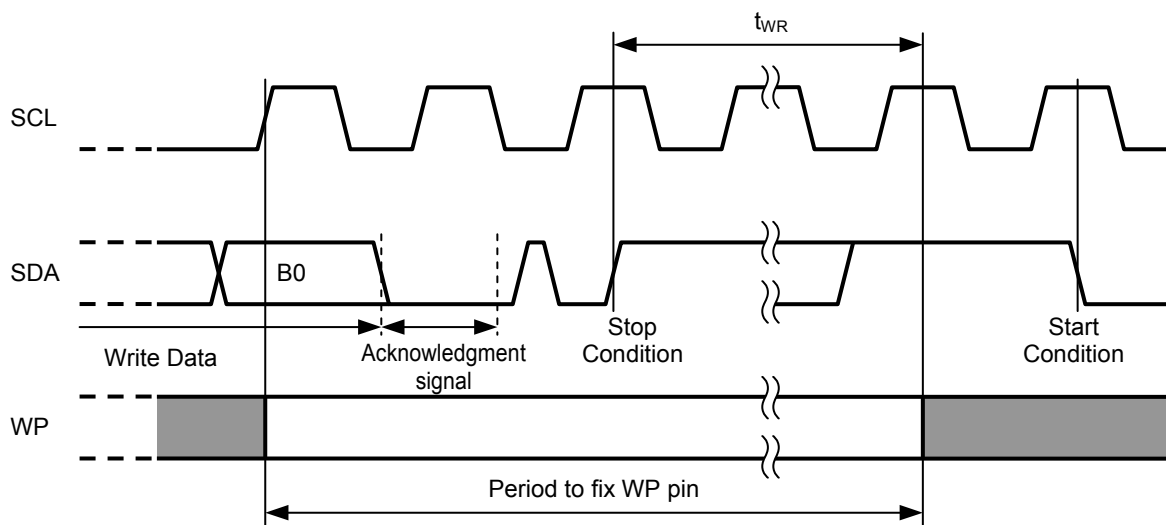 tWR
SCL
SDA
B0
Stop
Condition
Start
Condition
Write Data
Acknowledgment
signal
WP
Period to fix WP pin